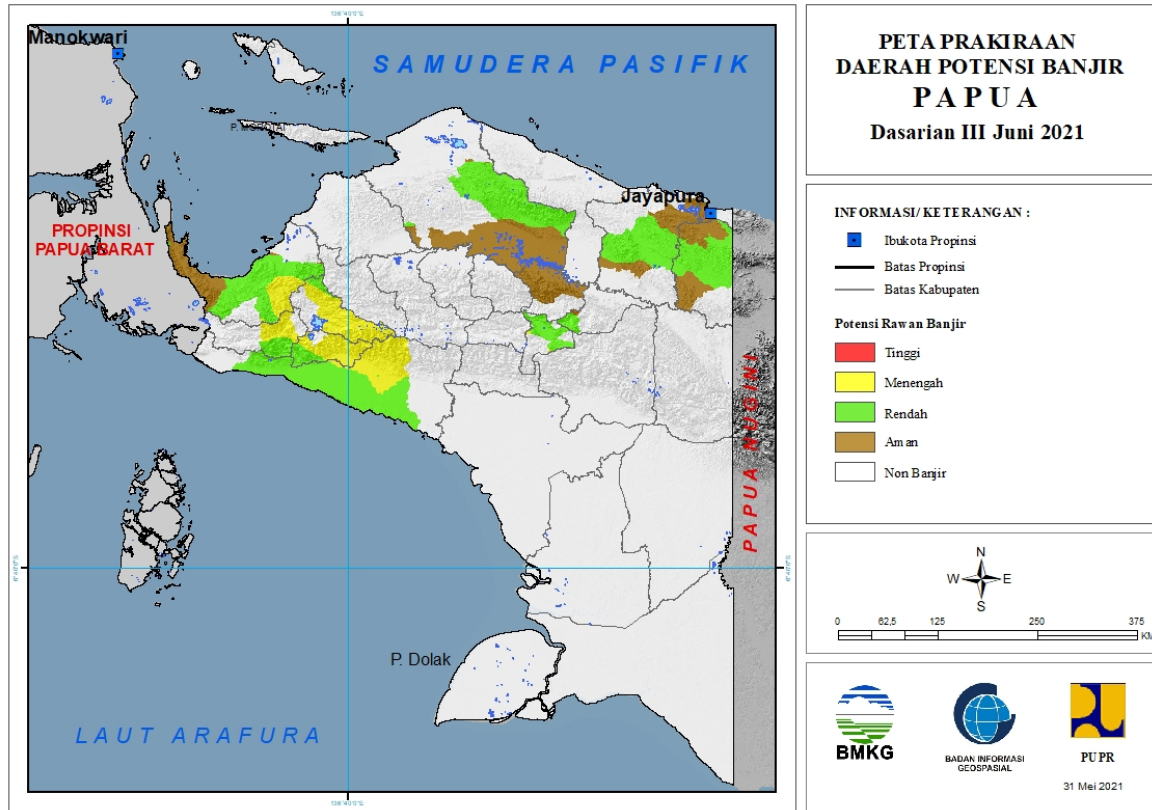 PETA PRAKIRAAN
DAERAH POTENSI BANJIR
PAPUA
Dasarian III Juni 2021
INFORMASI/ KETERANGAN :
Ibukota Propinsi
Batas Propinsi
Batas Kabupaten
Potensi Rawan Banjir
Tinggi
Menengah
Rendah
Aman
Non Banjir
N
W E
S
0 62,5 125 250 375
KM
BMKG
BADAN INFORMASI
GEOSPASIAL
PUPR
31 Mei 2021
Manokwari
SAMUDERA PASIFIK
Jayapura
PROPINSI
PAPUA BARAT
PAPUA NUGINI
P. Dolak
LAUT ARAFURA